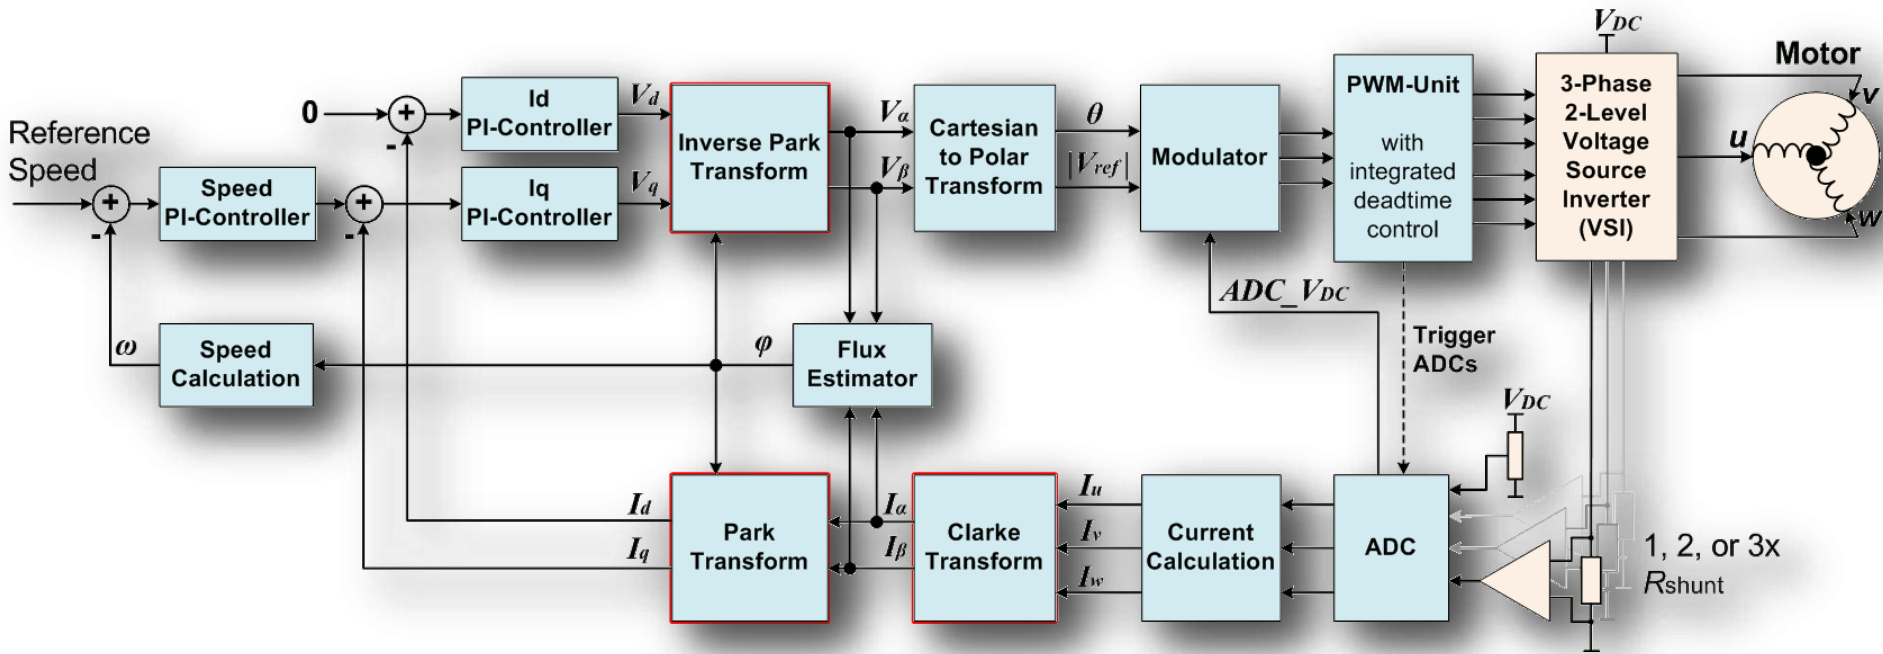 V_DC
Motor
0
-
+
Id
PI-Controller
V_d
Inverse Park
Transform
V_α
V_β
Cartesian
to Polar
Transform
θ
|V_ref|
Modulator
PWM-Unit
with
integrated
deadtime
control
3-Phase
2-Level
Voltage
Source
Inverter
(VSI)
u
v
w
Reference
Speed
+
-
Speed
PI-Controller
+
-
Iq
PI-Controller
V_q
ω
Speed
Calculation
φ
Flux
Estimator
ADC_V_DC
Trigger
ADCs
V_DC
I_d
I_q
Park
Transform
I_α
I_β
Clarke
Transform
I_u
I_v
I_w
Current
Calculation
ADC
1, 2, or 3x
Rshunt